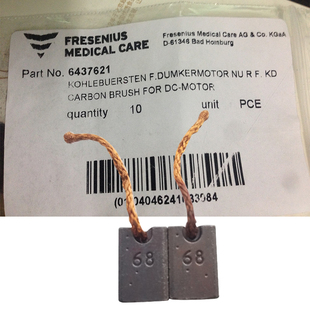 FRESENIUS
MEDICAL CARE
Fresenius Medical Care AG & Co. KGaA
D-61346 Bad Homburg
Part No. 6437621
KOHLEBUERSTEN F.DUMKERMOTOR NU R F. KD
CARBON BRUSH FOR DC-MOTOR
quantity 10 unit PCE
68 68